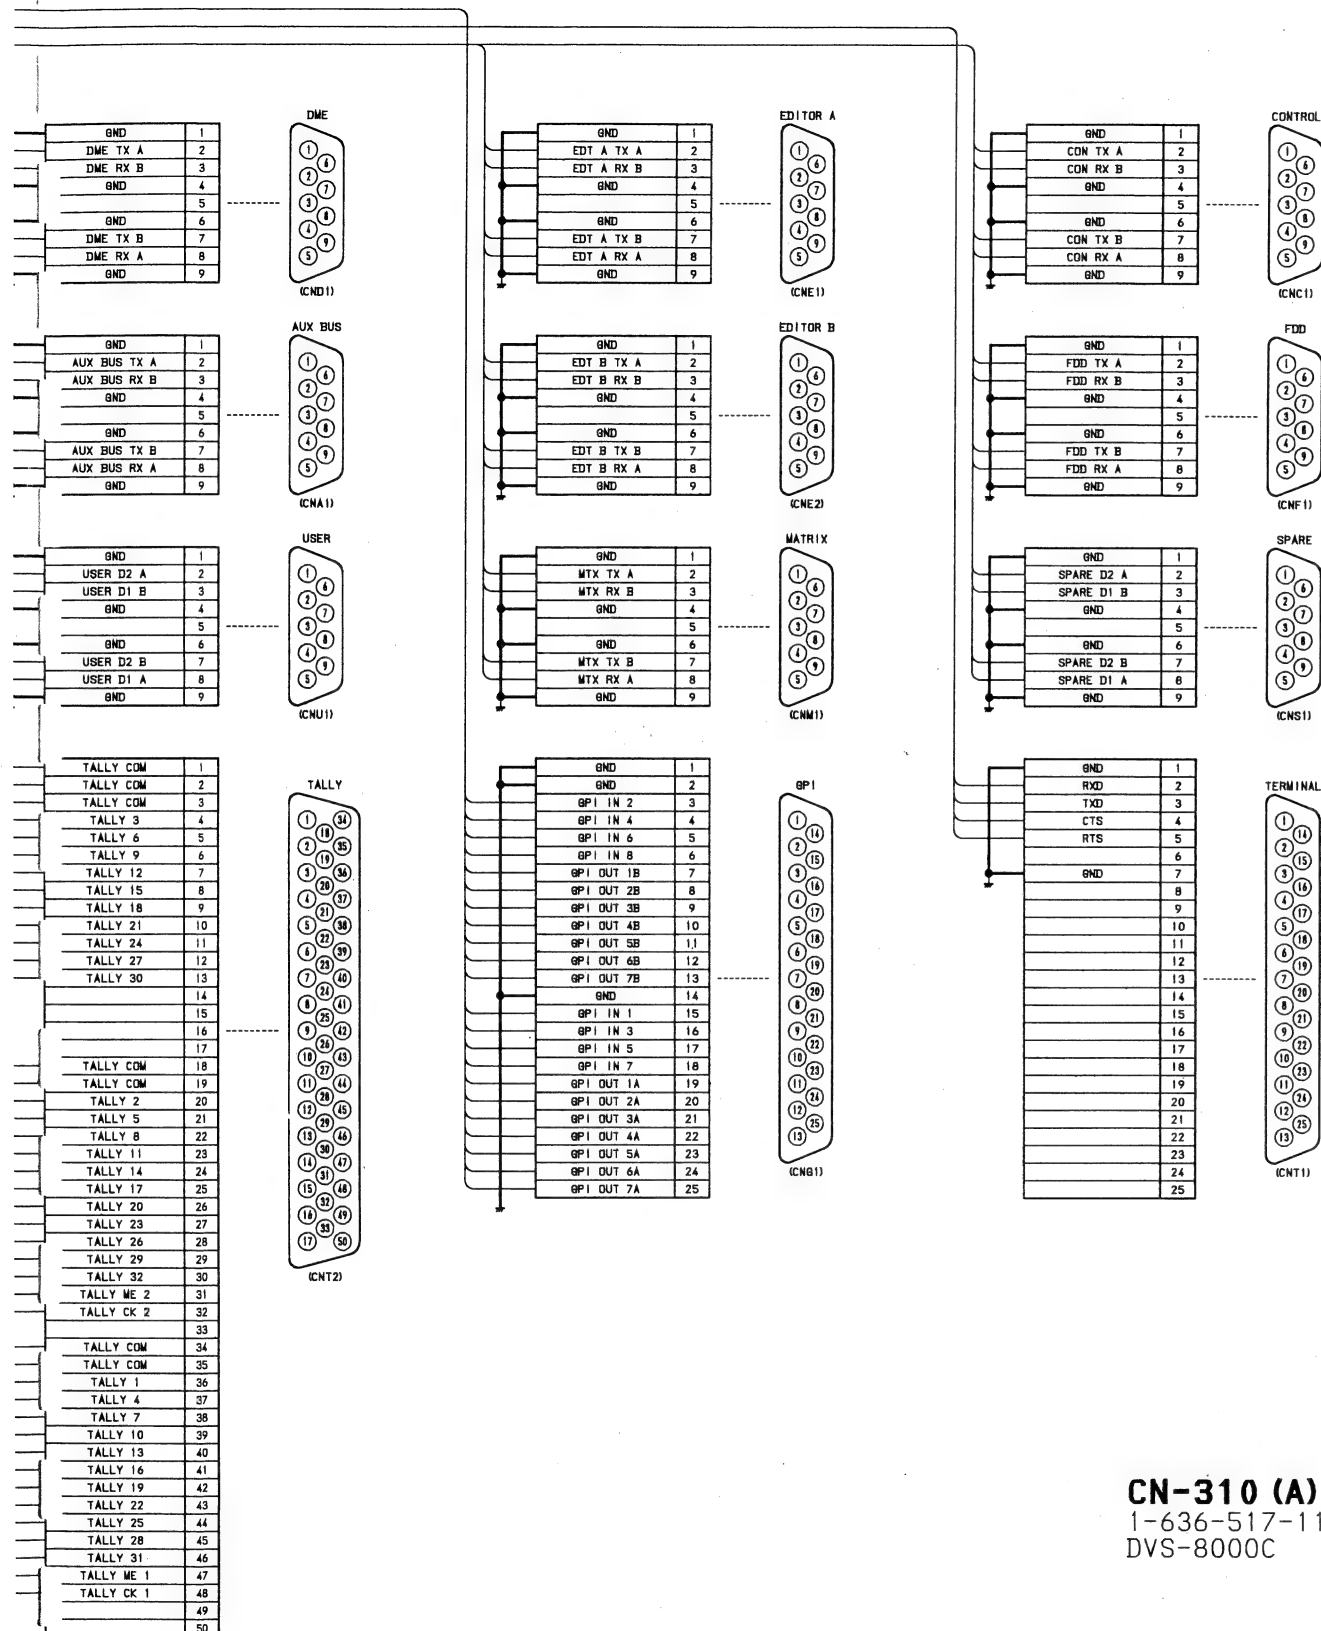 DME
GND 1
DME TX A 2
DME RX B 3
GND 4
5
GND 6
DME TX B 7
DME RX A 8
GND 9
(CND1)
EDITOR A
GND 1
EDT A TX A 2
EDT A RX B 3
GND 4
5
GND 6
EDT A TX B 7
EDT A RX A 8
GND 9
(CNE1)
CONTROL
GND 1
CON TX A 2
CON RX B 3
GND 4
5
GND 6
CON TX B 7
CON RX A 8
GND 9
(CNC1)
AUX BUS
GND 1
AUX BUS TX A 2
AUX BUS RX B 3
GND 4
5
GND 6
AUX BUS TX B 7
AUX BUS RX A 8
GND 9
(CNA1)
EDITOR B
GND 1
EDT B TX A 2
EDT B RX B 3
GND 4
5
GND 6
EDT B TX B 7
EDT B RX A 8
GND 9
(CNE2)
FDD
GND 1
FDD TX A 2
FDD RX B 3
GND 4
5
GND 6
FDD TX B 7
FDD RX A 8
GND 9
(CNF1)
USER
GND 1
USER D2 A 2
USER D1 B 3
GND 4
5
GND 6
USER D2 B 7
USER D1 A 8
GND 9
(CNU1)
MATRIX
GND 1
MTX TX A 2
MTX RX B 3
GND 4
5
GND 6
MTX TX B 7
MTX RX A 8
GND 9
(CNM1)
SPARE
GND 1
SPARE D2 A 2
SPARE D1 B 3
GND 4
5
GND 6
SPARE D2 B 7
SPARE D1 A 8
GND 9
(CNS1)
TALLY
TALLY COM 1
TALLY COM 2
TALLY COM 3
TALLY 3 4
TALLY 6 5
TALLY 9 6
TALLY 12 7
TALLY 15 8
TALLY 18 9
TALLY 21 10
TALLY 24 11
TALLY 27 12
TALLY 30 13
14
15
16
17
TALLY COM 18
TALLY COM 19
TALLY 2 20
TALLY 5 21
TALLY 8 22
TALLY 11 23
TALLY 14 24
TALLY 17 25
TALLY 20 26
TALLY 23 27
TALLY 26 28
TALLY 29 29
TALLY 32 30
TALLY ME 2 31
TALLY CK 2 32
33
TALLY COM 34
TALLY COM 35
TALLY 1 36
TALLY 4 37
TALLY 7 38
TALLY 10 39
TALLY 13 40
TALLY 16 41
TALLY 19 42
TALLY 22 43
TALLY 25 44
TALLY 28 45
TALLY 31 46
TALLY ME 1 47
TALLY CK 1 48
49
50
(CNT2)
GPI
GND 1
GND 2
GPI IN 2 3
GPI IN 4 4
GPI IN 6 5
GPI IN 8 6
GPI OUT 1B 7
GPI OUT 2B 8
GPI OUT 3B 9
GPI OUT 4B 10
GPI OUT 5B 11
GPI OUT 6B 12
GPI OUT 7B 13
GND 14
GPI IN 1 15
GPI IN 3 16
GPI IN 5 17
GPI IN 7 18
GPI OUT 1A 19
GPI OUT 2A 20
GPI OUT 3A 21
GPI OUT 4A 22
GPI OUT 5A 23
GPI OUT 6A 24
GPI OUT 7A 25
(CNG1)
TERMINAL
GND 1
RXD 2
TXD 3
CTS 4
RTS 5
6
GND 7
8
9
10
11
12
13
14
15
16
17
18
19
20
21
22
23
24
25
(CNT1)
CN-310 (A)
1-636-517-11
DVS-8000C